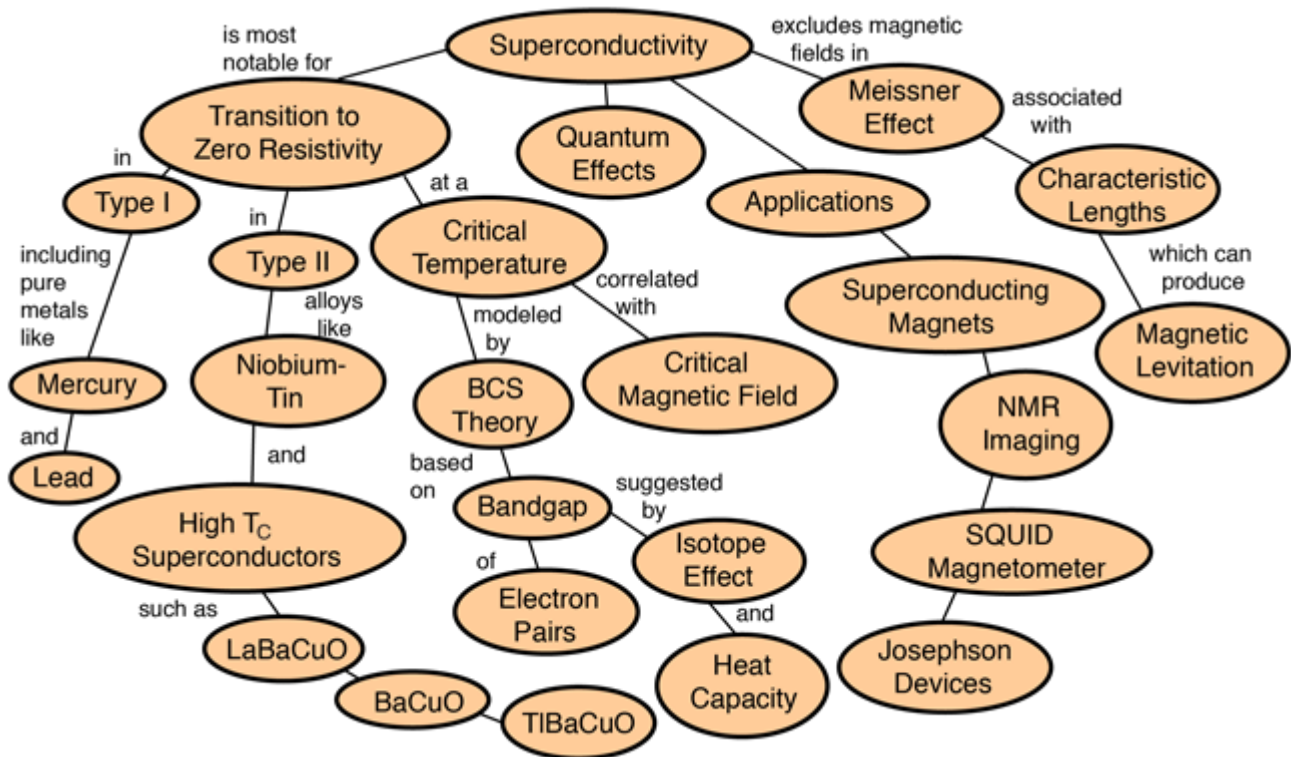 is most
notable for
Superconductivity
excludes magnetic
fields in
Transition to
Zero Resistivity
Quantum
Effects
Meissner
Effect
associated
with
in
Type I
in
at a
Applications
Characteristic
Lengths
including
pure
metals
like
Type II
alloys
like
Critical
Temperature
correlated
with
modeled
by
Superconducting
Magnets
which can
produce
Magnetic
Levitation
Mercury
and
Lead
Niobium-
Tin
and
BCS
Theory
Critical
Magnetic Field
NMR
Imaging
based
on
Bandgap
suggested
by
High TC
Superconductors
such as
of
Electron
Pairs
Isotope
Effect
and
Heat
Capacity
SQUID
Magnetometer
Josephson
Devices
LaBaCuO
BaCuO
TlBaCuO